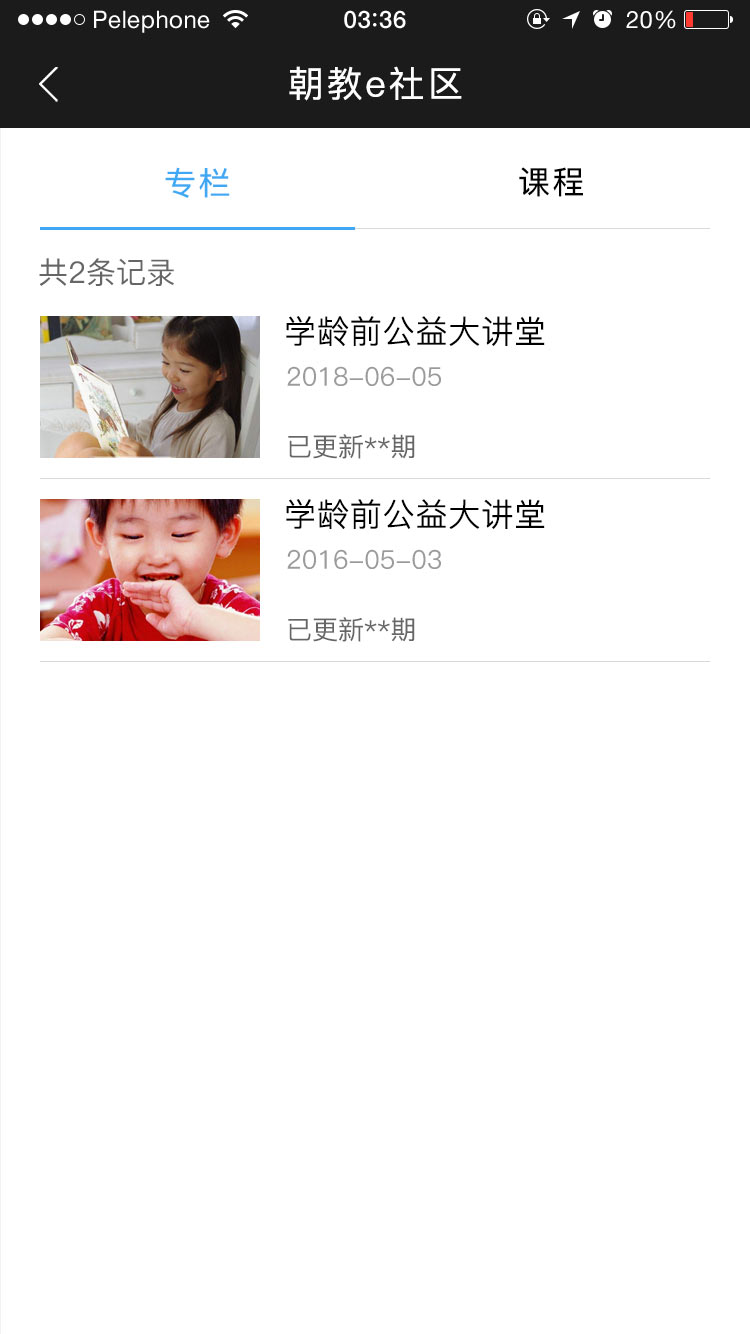 Pelephone 03:36 20%
朝教e社区
专栏 课程
共2条记录
学龄前公益大讲堂
2018-06-05
已更新**期
学龄前公益大讲堂
2016-05-03
已更新**期